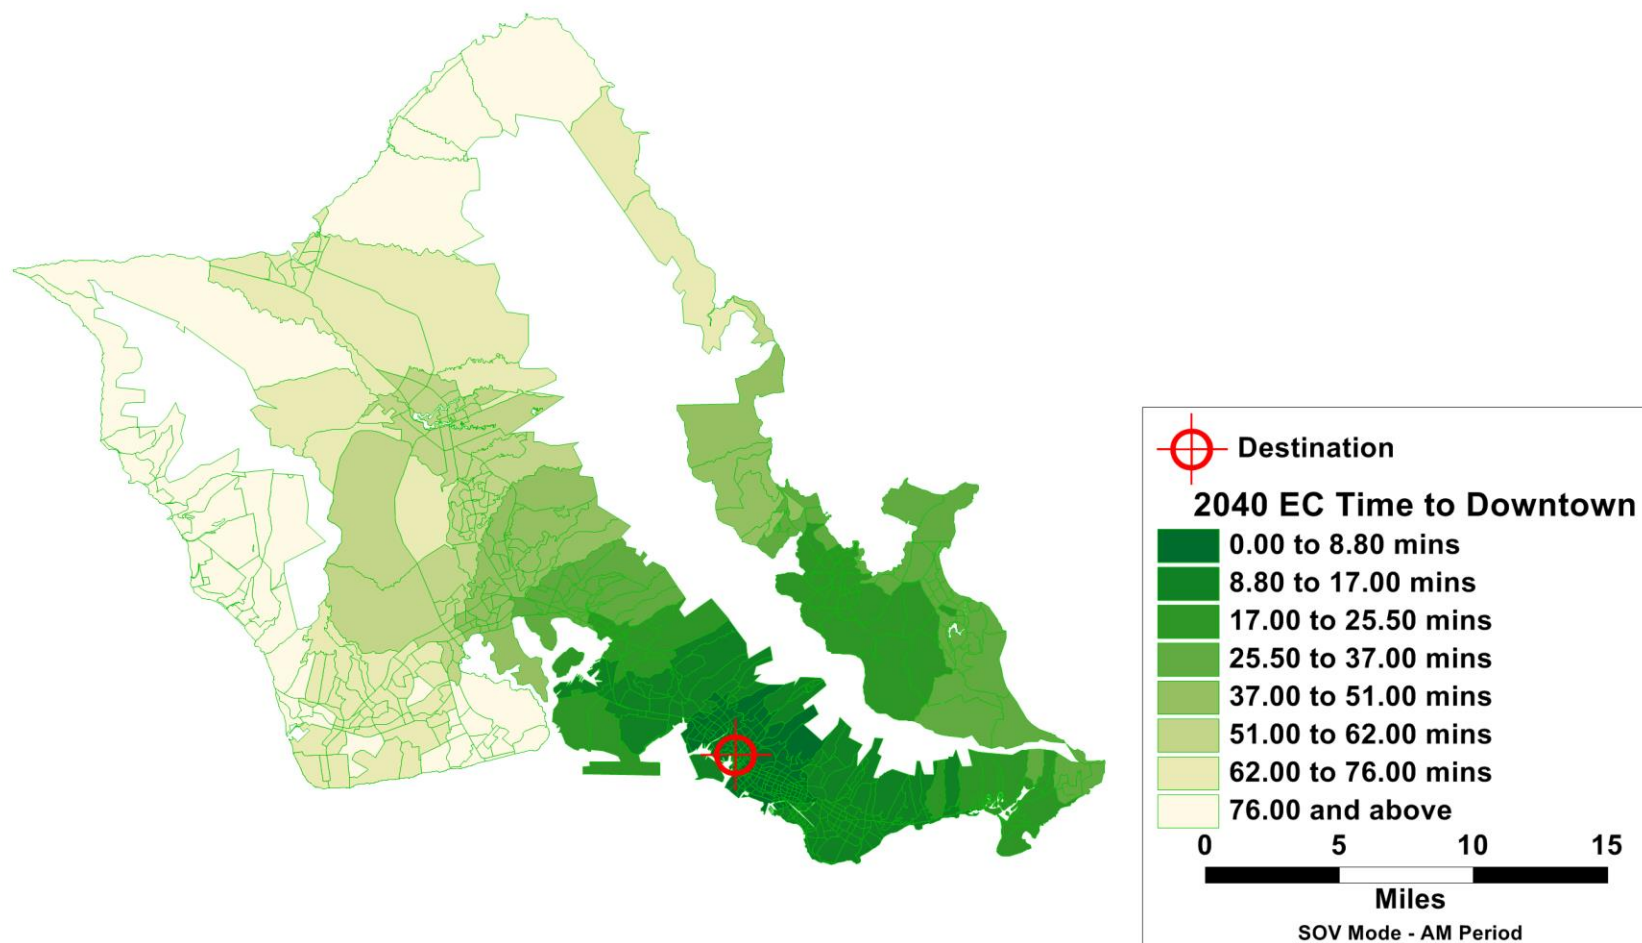 Destination
2040 EC Time to Downtown
0.00 to 8.80 mins
8.80 to 17.00 mins
17.00 to 25.50 mins
25.50 to 37.00 mins
37.00 to 51.00 mins
51.00 to 62.00 mins
62.00 to 76.00 mins
76.00 and above
0 5 10 15
Miles
SOV Mode - AM Period